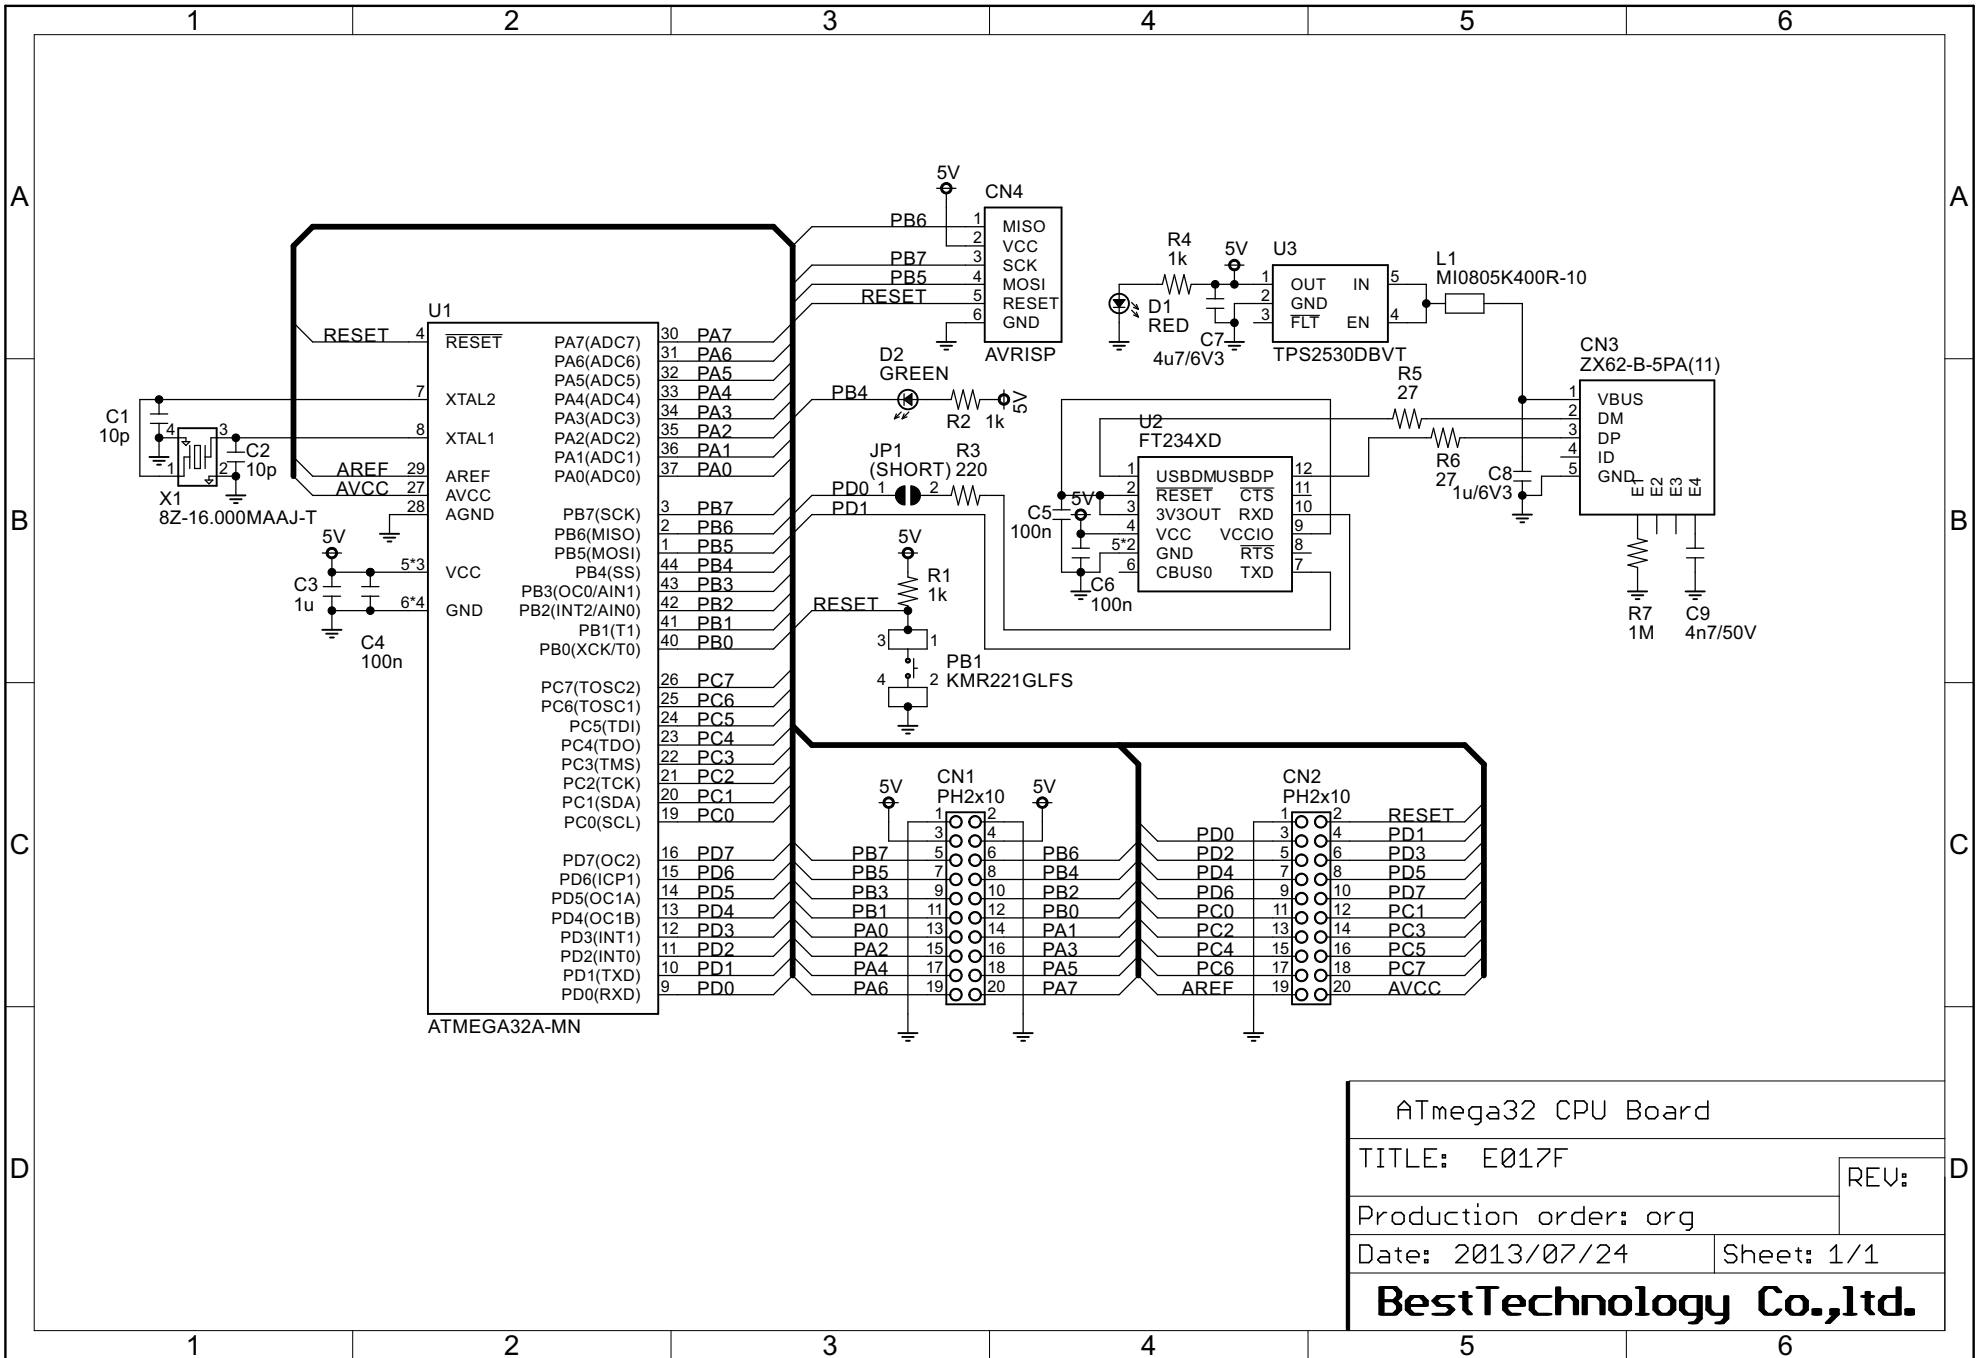 1 2 3 4 5 6
A A
5V
CN4
PB6 1 MISO
2 VCC
PB7 3 SCK
PB5 4 MOSI
RESET 5 RESET
6 GND
AVRISP
R4
1k
5V
U3
1 OUT IN 5
2 GND
3 FLT EN 4
TPS2530DBVT
D1
RED
C7
4u7/6V3
L1
MI0805K400R-10
U1
RESET 4 RESET
7 XTAL2
8 XTAL1
AREF 29 AREF
AVCC 27 AVCC
28 AGND
5*3 VCC
6*4 GND
PA7(ADC7) 30 PA7
PA6(ADC6) 31 PA6
PA5(ADC5) 32 PA5
PA4(ADC4) 33 PA4
PA3(ADC3) 34 PA3
PA2(ADC2) 35 PA2
PA1(ADC1) 36 PA1
PA0(ADC0) 37 PA0
PB7(SCK) 3 PB7
PB6(MISO) 2 PB6
PB5(MOSI) 1 PB5
PB4(SS) 44 PB4
PB3(OC0/AIN1) 43 PB3
PB2(INT2/AIN0) 42 PB2
PB1(T1) 41 PB1
PB0(XCK/T0) 40 PB0
PC7(TOSC2) 26 PC7
PC6(TOSC1) 25 PC6
PC5(TDI) 24 PC5
PC4(TDO) 23 PC4
PC3(TMS) 22 PC3
PC2(TCK) 21 PC2
PC1(SDA) 20 PC1
PC0(SCL) 19 PC0
PD7(OC2) 16 PD7
PD6(ICP1) 15 PD6
PD5(OC1A) 14 PD5
PD4(OC1B) 13 PD4
PD3(INT1) 12 PD3
PD2(INT0) 11 PD2
PD1(TXD) 10 PD1
PD0(RXD) 9 PD0
ATMEGA32A-MN
C1
10p
4 3
1 2
C2
10p
X1
8Z-16.000MAAJ-T
5V
C3
1u
C4
100n
D2
GREEN
PB4
R2 1k
5V
JP1
(SHORT)
R3
220
PD0 1 2
PD1
5V
R1
1k
RESET
3 1
4 2
PB1
KMR221GLFS
U2
FT234XD
1 USBDM USBDP 12
2 RESET CTS 11
3 3V3OUT RXD 10
4 VCC VCCIO 9
5*2 GND RTS 8
6 CBUS0 TXD 7
5V
C5
100n
C6
100n
R5
27
R6
27
C8
1u/6V3
CN3
ZX62-B-5PA(11)
1 VBUS
2 DM
3 DP
4 ID
5 GND
E1 E2 E3 E4
R7
1M
C9
4n7/50V
B B
CN1
PH2x10
5V 5V
1 2
3 4
PB7 5 6 PB6
PB5 7 8 PB4
PB3 9 10 PB2
PB1 11 12 PB0
PA0 13 14 PA1
PA2 15 16 PA3
PA4 17 18 PA5
PA6 19 20 PA7
CN2
PH2x10
1 2 RESET
PD0 3 4 PD1
PD2 5 6 PD3
PD4 7 8 PD5
PD6 9 10 PD7
PC0 11 12 PC1
PC2 13 14 PC3
PC4 15 16 PC5
PC6 17 18 PC7
AREF 19 20 AVCC
C C
D D
ATmega32 CPU Board
TITLE: E017F
REV:
Production order: org
Date: 2013/07/24 Sheet: 1/1
BestTechnology Co.,ltd.
1 2 3 4 5 6